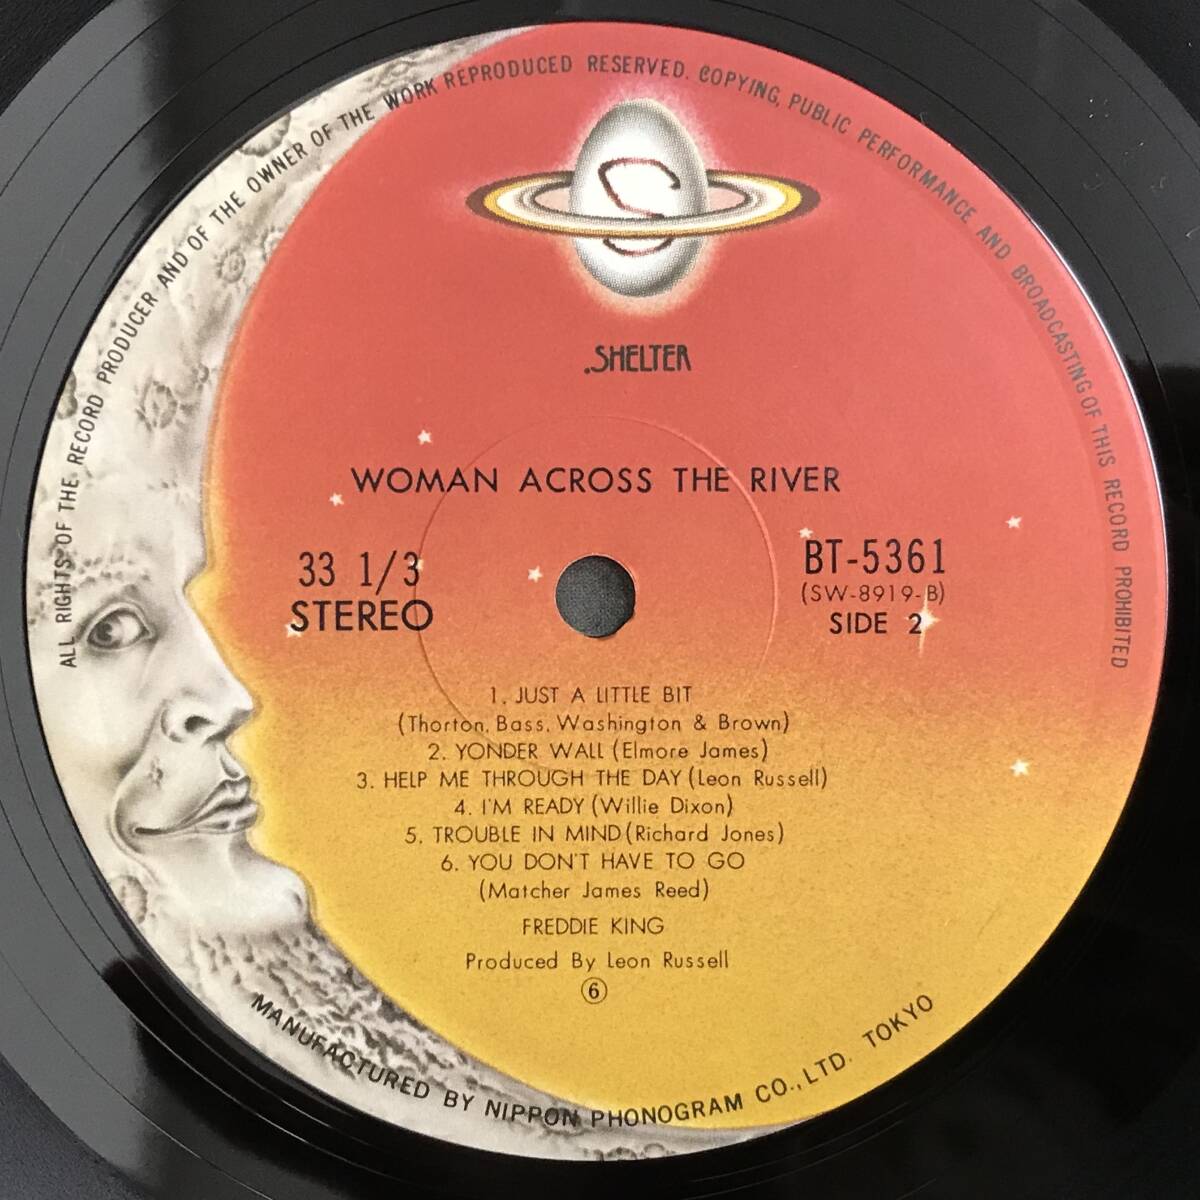 ALL RIGHTS OF THE RECORD PRODUCER AND OF THE OWNER OF THE WORK REPRODUCED RESERVED. COPYING, PUBLIC PERFORMANCE AND BROADCASTING OF THIS RECORD PROHIBITED
S
.SHELTER
WOMAN ACROSS THE RIVER
33 1/3
STEREO
BT-5361
(SW-8919-B)
SIDE 2
1. JUST A LITTLE BIT
(Thorton, Bass, Washington & Brown)
2. YONDER WALL (Elmore James)
3. HELP ME THROUGH THE DAY (Leon Russell)
4. I'M READY (Willie Dixon)
5. TROUBLE IN MIND (Richard Jones)
6. YOU DON'T HAVE TO GO
(Matcher James Reed)
FREDDIE KING
Produced By Leon Russell
⑥
MANUFACTURED BY NIPPON PHONOGRAM CO., LTD. TOKYO